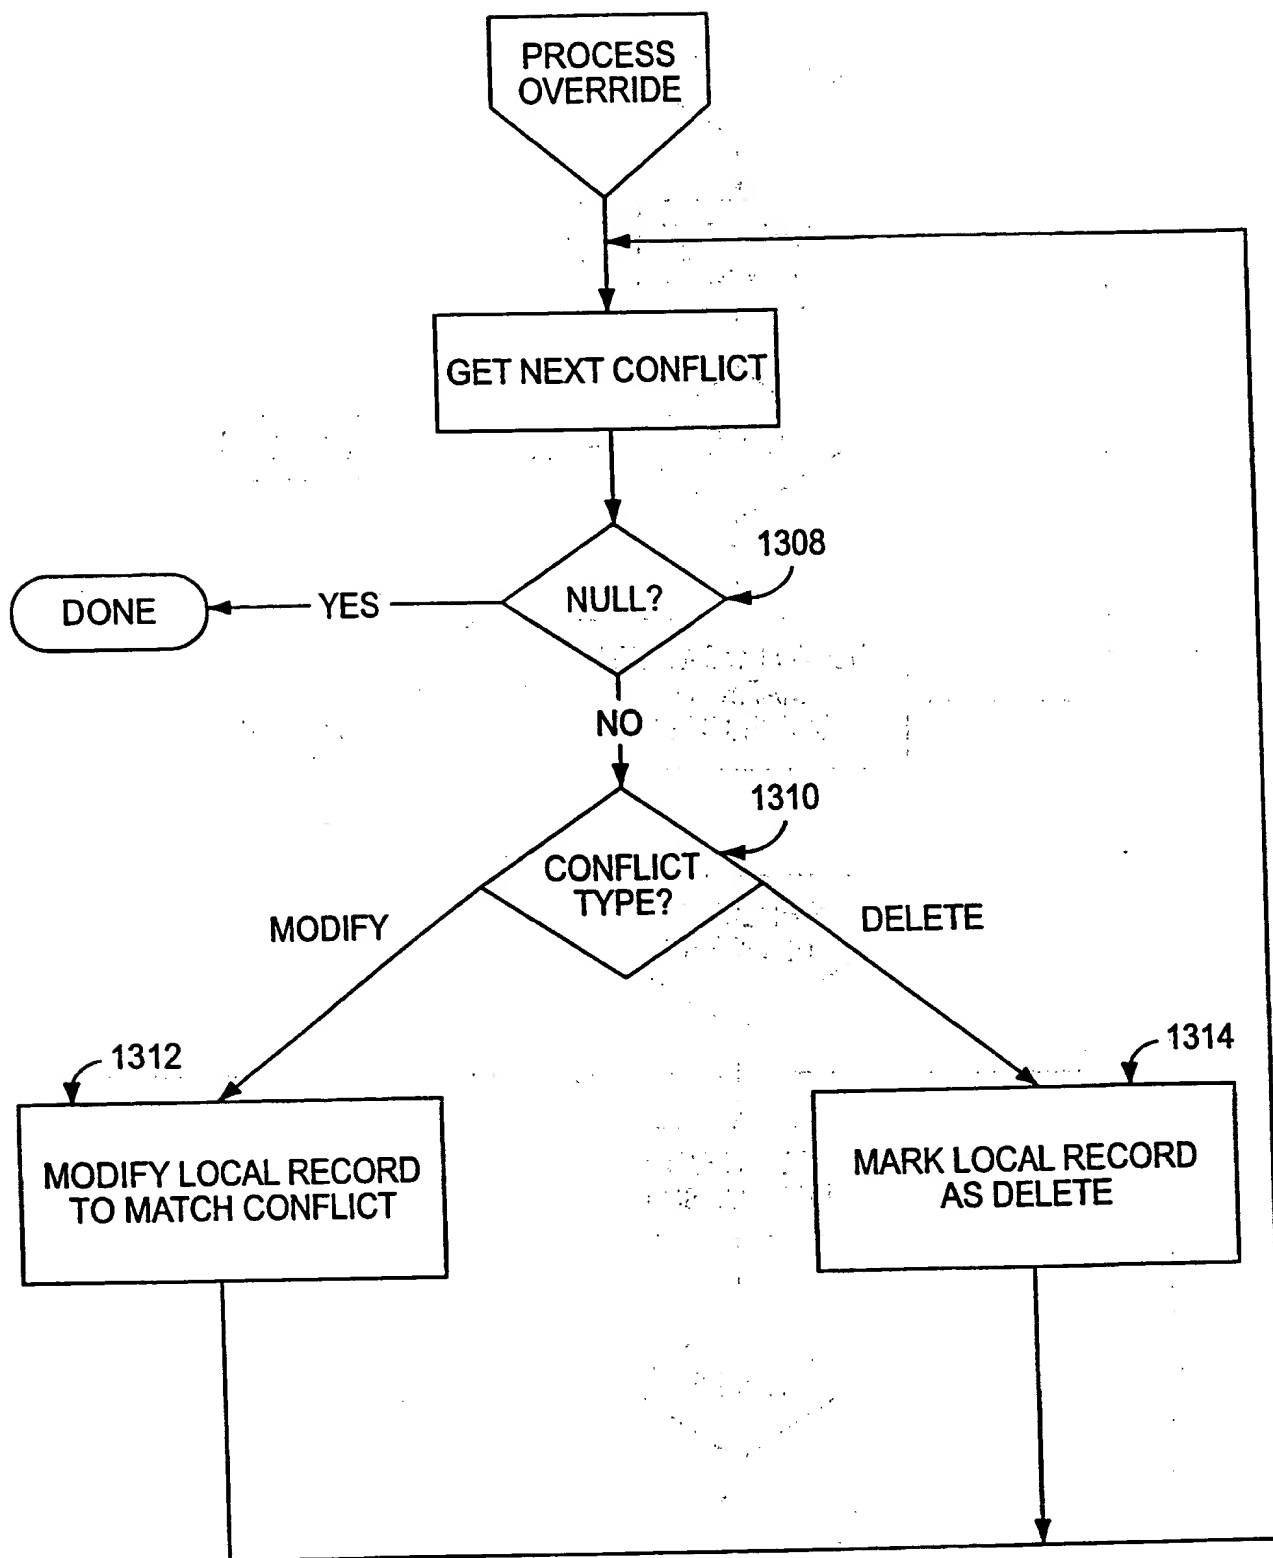 PROCESS
OVERRIDE
GET NEXT CONFLICT
1308
NULL?
YES
DONE
NO
1310
CONFLICT
TYPE?
MODIFY
DELETE
1312
1314
MODIFY LOCAL RECORD
TO MATCH CONFLICT
MARK LOCAL RECORD
AS DELETE